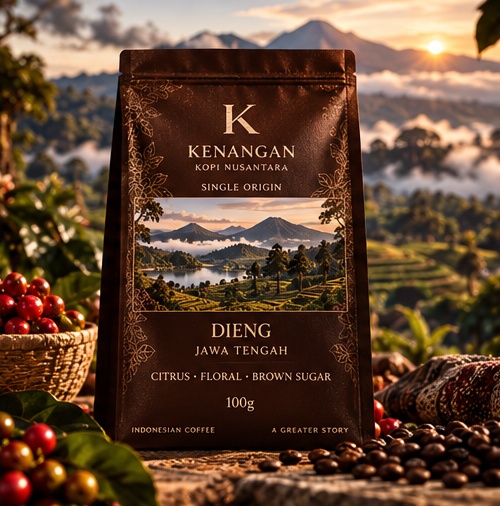 K
KENANGAN
KOPI NUSANTARA
SINGLE ORIGIN
DIENG
JAWA TENGAH
CITRUS • FLORAL • BROWN SUGAR
100g
INDONESIAN COFFEE
A GREATER STORY